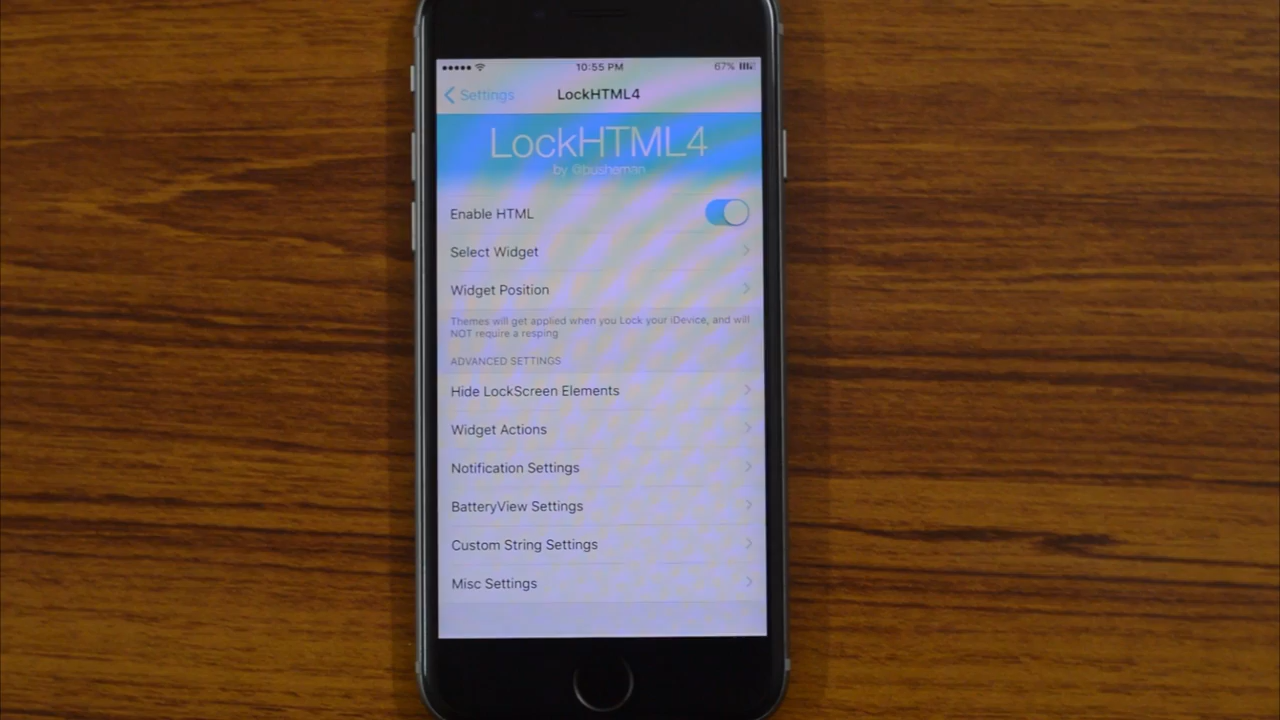 10:55 PM
67%
Settings
LockHTML4
LockHTML4
by @busheman
Enable HTML
Select Widget
Widget Position
Themes will get applied when you Lock your iDevice, and will
NOT require a resping
ADVANCED SETTINGS
Hide LockScreen Elements
Widget Actions
Notification Settings
BatteryView Settings
Custom String Settings
Misc Settings